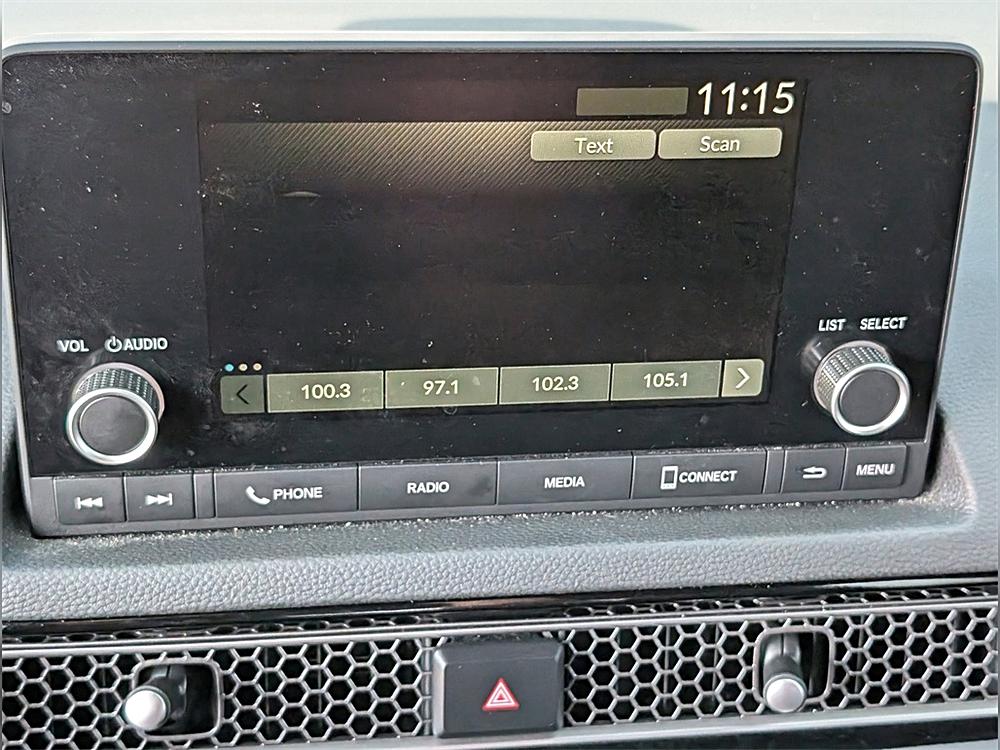 11:15
Text Scan
VOL AUDIO
LIST SELECT
100.3 97.1 102.3 105.1
PHONE RADIO MEDIA CONNECT MENU